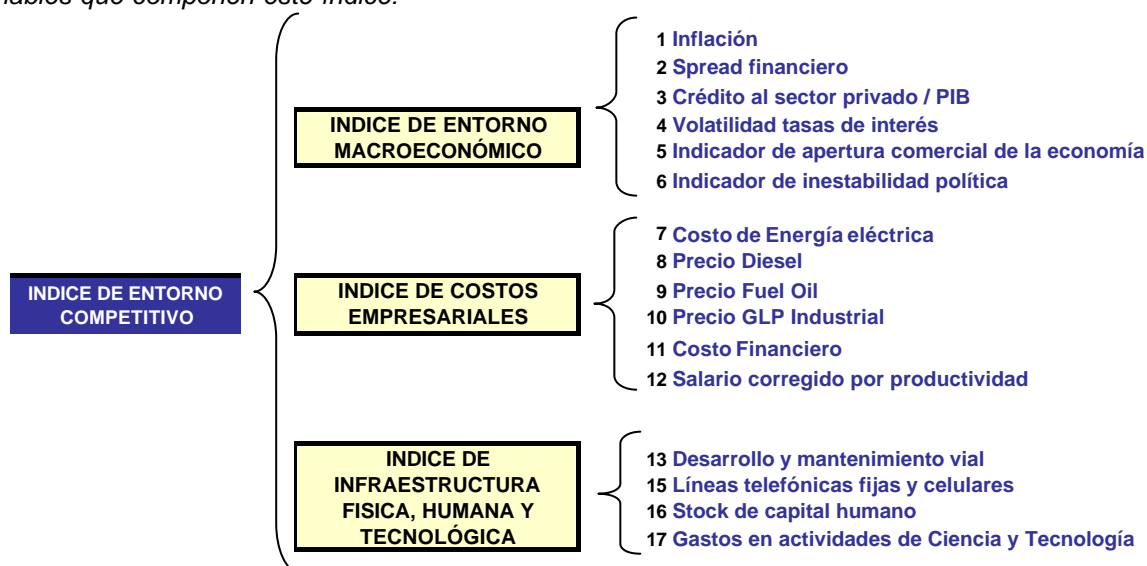 que componen este índice.
INDICE DE ENTORNO
COMPETITIVO
INDICE DE ENTORNO
MACROECONÓMICO
1 Inflación
2 Spread financiero
3 Crédito al sector privado / PIB
4 Volatilidad tasas de interés
5 Indicador de apertura comercial de la economía
6 Indicador de inestabilidad política
INDICE DE COSTOS
EMPRESARIALES
7 Costo de Energía eléctrica
8 Precio Diesel
9 Precio Fuel Oil
10 Precio GLP Industrial
11 Costo Financiero
12 Salario corregido por productividad
INDICE DE
INFRAESTRUCTURA
FISICA, HUMANA Y
TECNOLÓGICA
13 Desarrollo y mantenimiento vial
15 Líneas telefónicas fijas y celulares
16 Stock de capital humano
17 Gastos en actividades de Ciencia y Tecnología